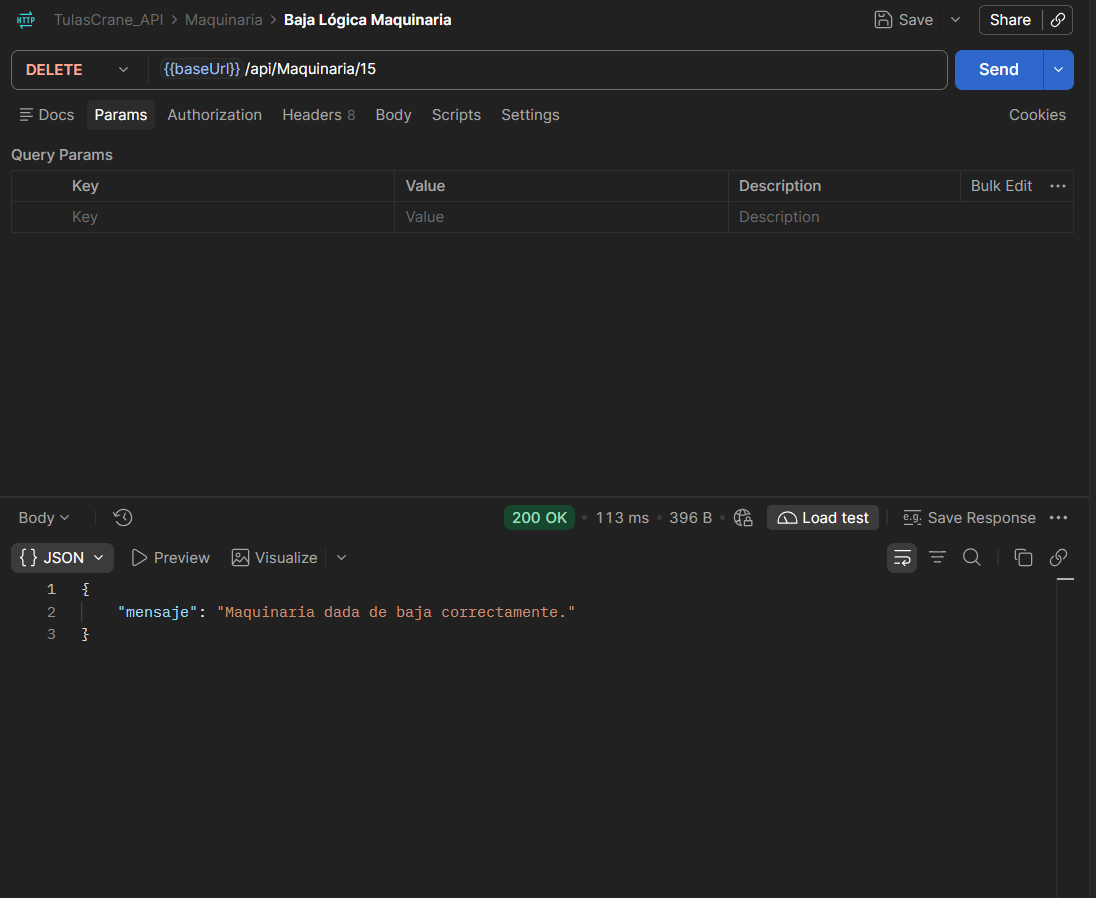 HTTP TulasCrane_API > Maquinaria > Baja Lógica Maquinaria Save Share
DELETE {{baseUrl}} /api/Maquinaria/15 Send
Docs Params Authorization Headers 8 Body Scripts Settings Cookies
Query Params
Key Value Description Bulk Edit
Key Value Description
Body 200 OK • 113 ms • 396 B • Load test e.g. Save Response
{} JSON Preview Visualize
1 {
2 "mensaje": "Maquinaria dada de baja correctamente."
3 }